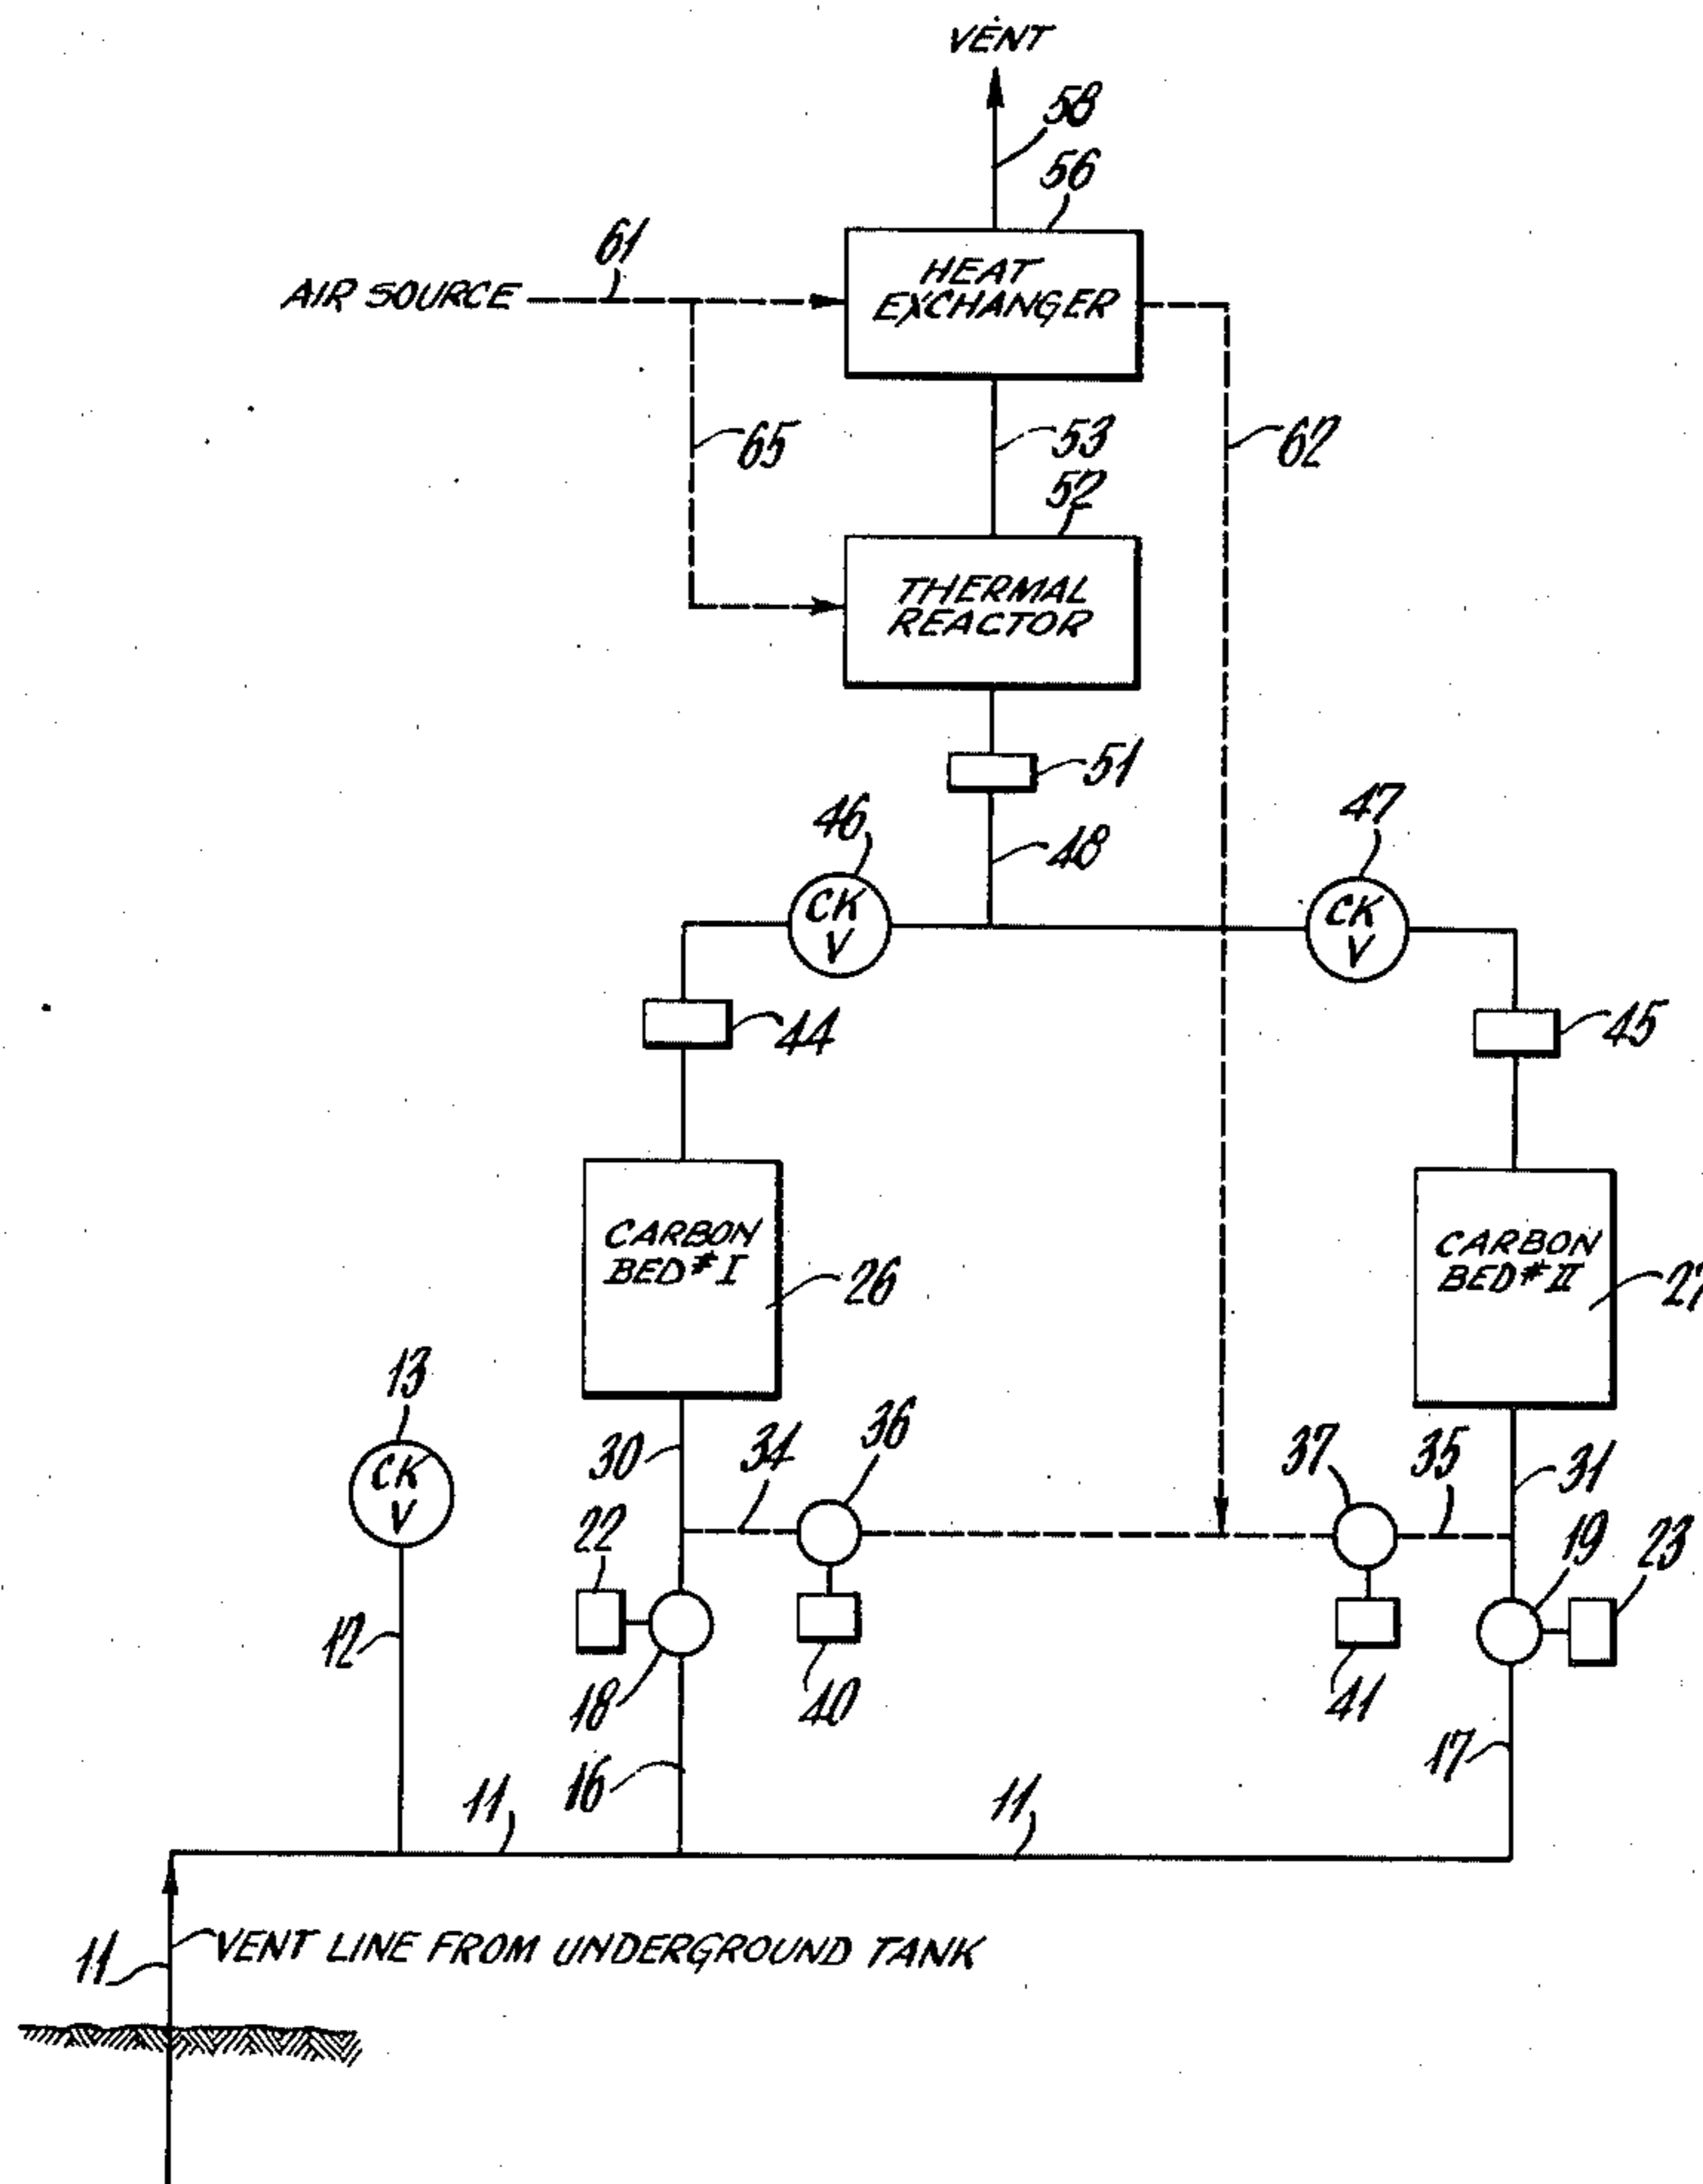 VENT
58
56
61
AIR SOURCE
HEAT
EXCHANGER
65
53
62
52
THERMAL
REACTOR
51
46
47
48
CK
V
CK
V
44
45
CARBON
BED # I
26
CARBON
BED # II
27
13
CK
V
30
34
36
37
35
31
22
19
23
12
18
40
41
16
17
11
11
11
VENT LINE FROM UNDERGROUND TANK